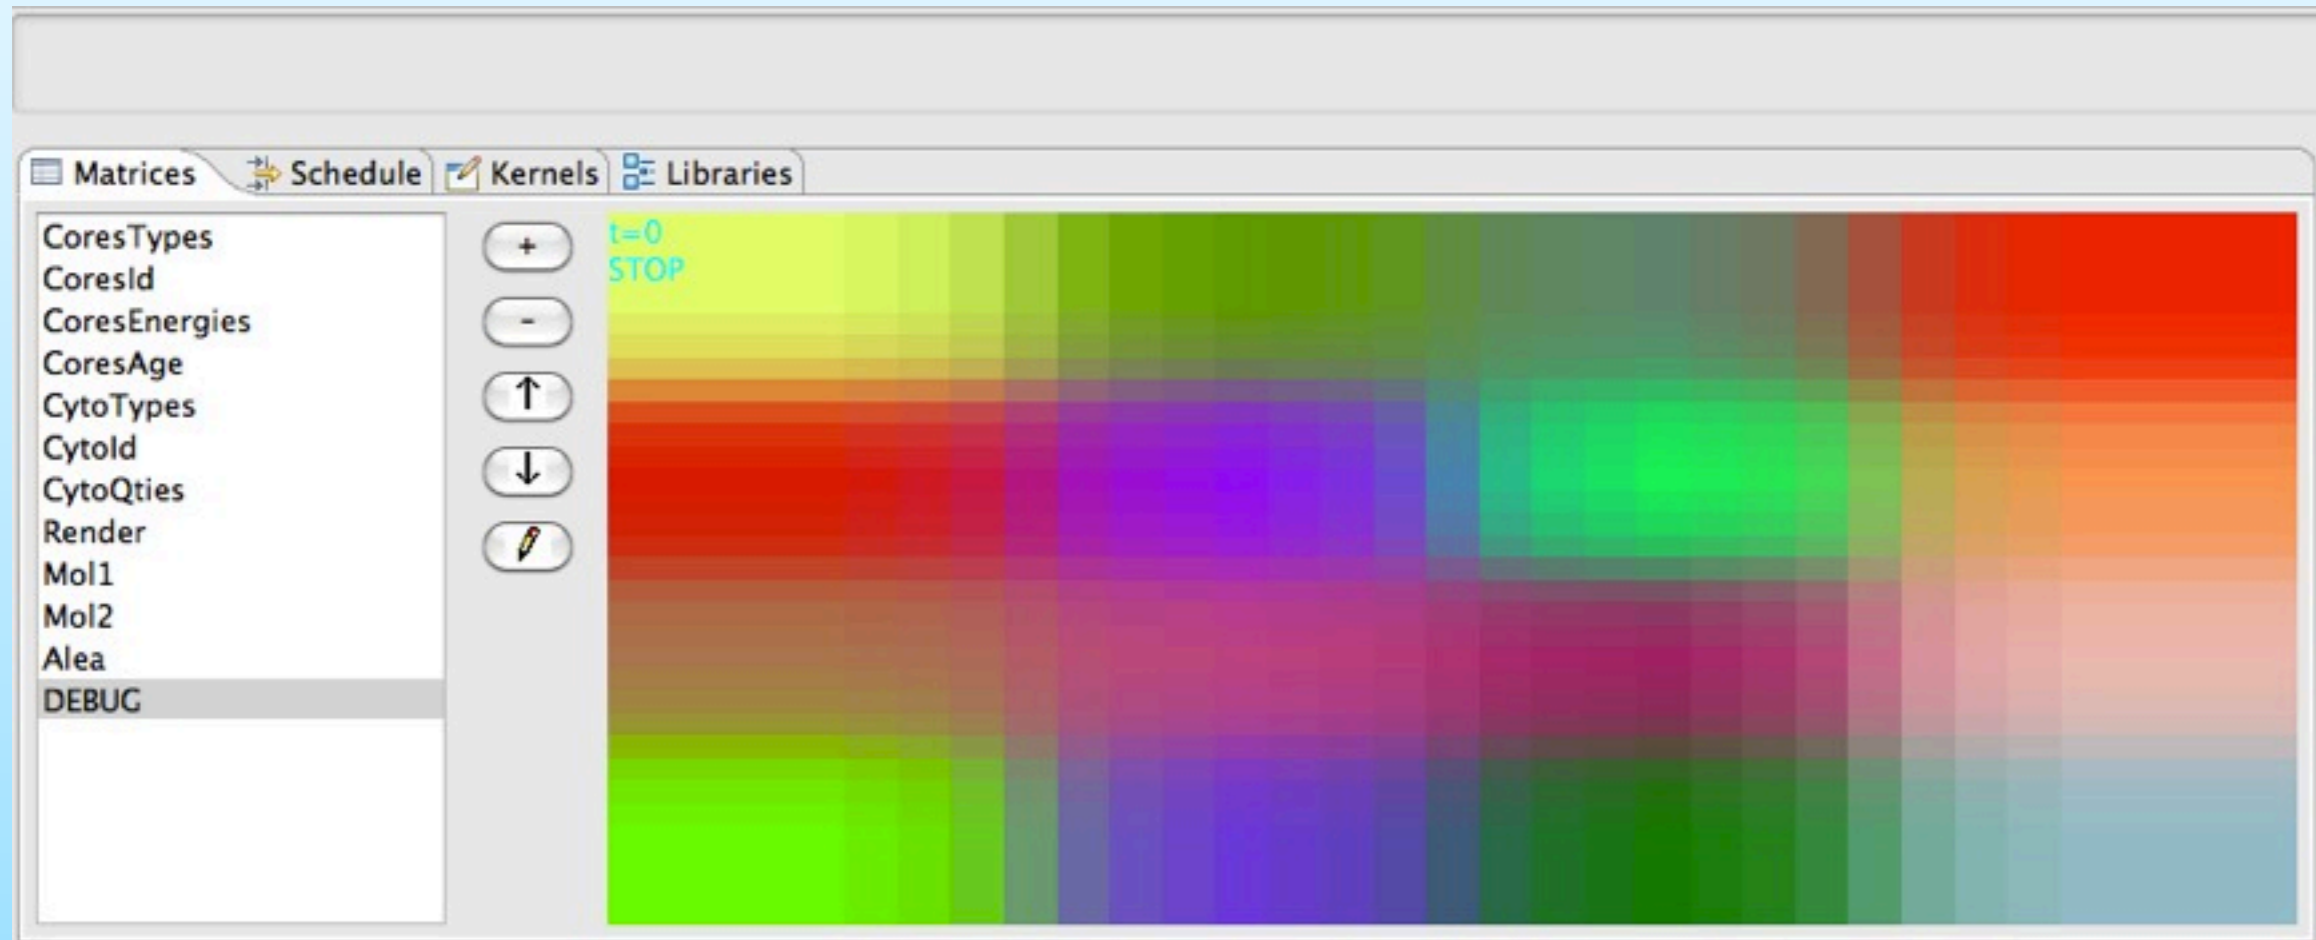 Matrices Schedule Kernels Libraries
CoresTypes
CoresId
CoresEnergies
CoresAge
CytoTypes
CytoId
CytoQties
Render
Mol1
Mol2
Alea
DEBUG
+
-
↑
↓
t=0
STOP